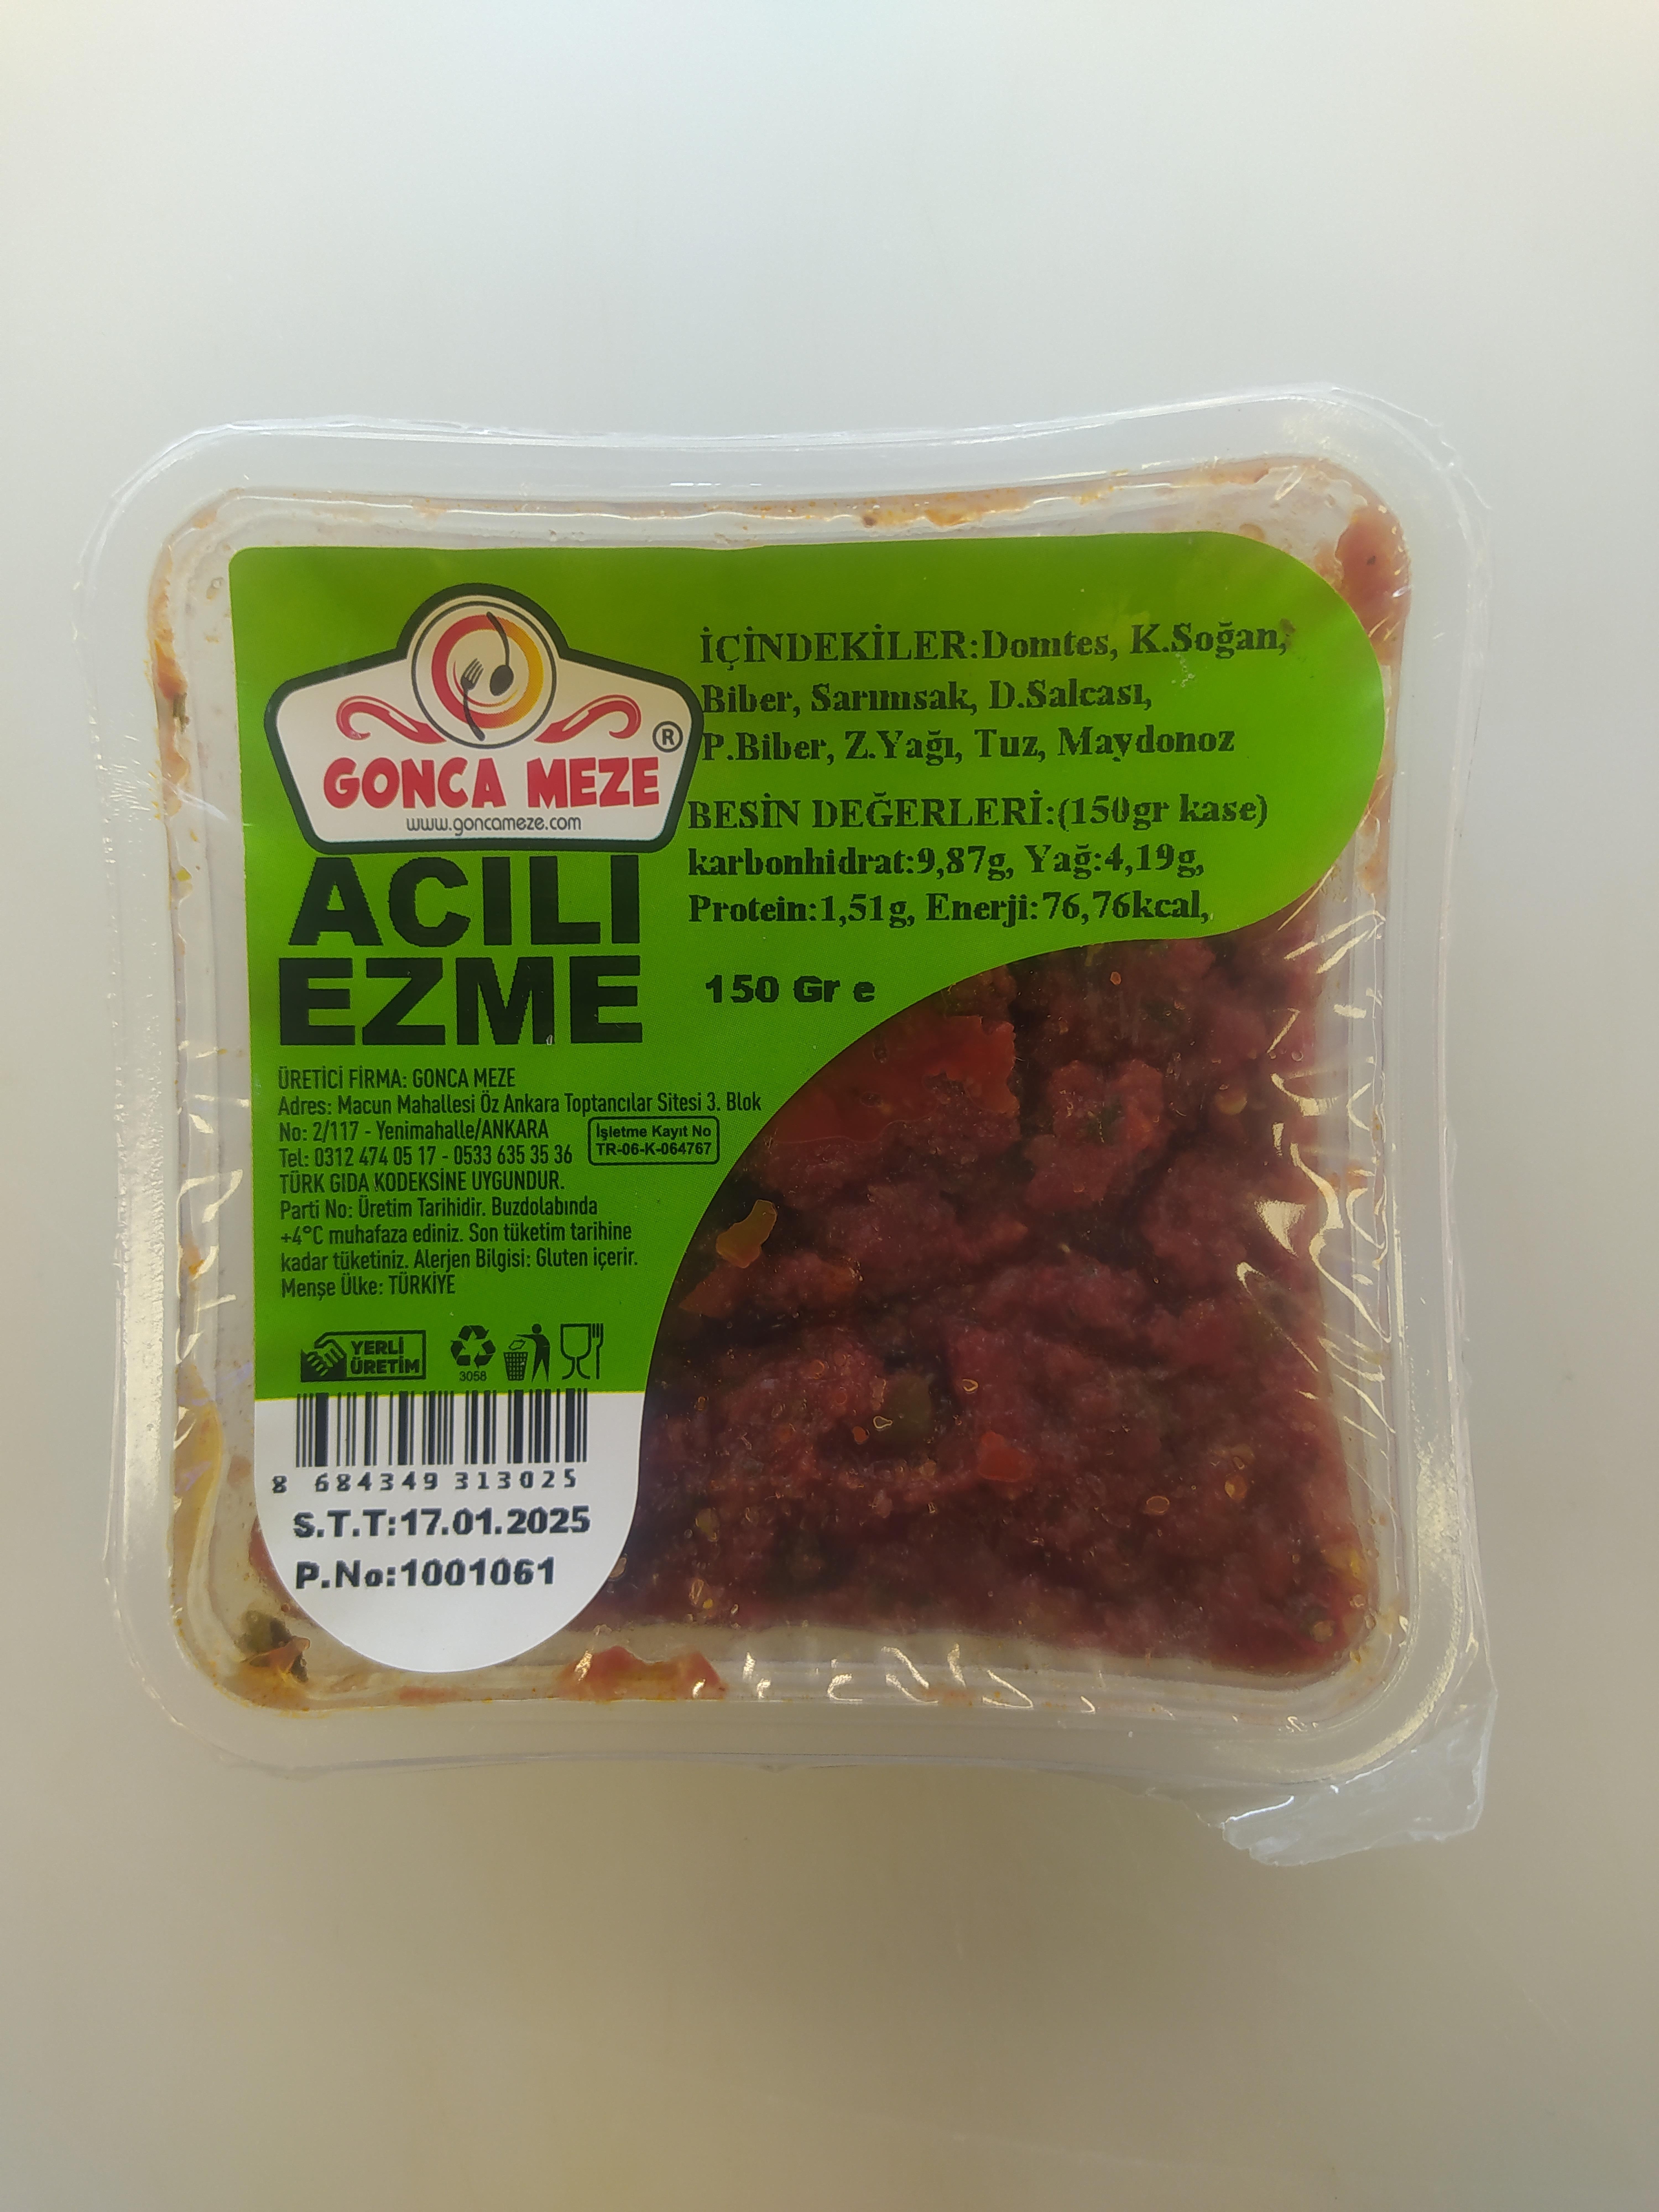 GONCA MEZE
®
www.goncameze.com
ACILI
EZME
İÇİNDEKİLER:Domtes, K.Soğan,
Biber, Sarımsak, D.Salcası,
P.Biber, Z.Yağı, Tuz, Maydonoz
BESİN DEĞERLERİ:(150gr kase)
karbonhidrat:9,87g, Yağ:4,19g,
Protein:1,51g, Enerji:76,76kcal,
150 Gr e
ÜRETİCİ FİRMA: GONCA MEZE
Adres: Macun Mahallesi Öz Ankara Toptancılar Sitesi 3. Blok
No: 2/117 - Yenimahalle/ANKARA
Tel: 0312 474 05 17 - 0533 635 35 36
İşletme Kayıt No
TR-06-K-064767
TÜRK GIDA KODEKSİNE UYGUNDUR.
Parti No: Üretim Tarihidir. Buzdolabında
+4°C muhafaza ediniz. Son tüketim tarihine
kadar tüketiniz. Alerjen Bilgisi: Gluten içerir.
Menşe Ülke: TÜRKİYE
YERLİ
ÜRETİM
3058
8 684349 313025
S.T.T:17.01.2025
P.No:1001061